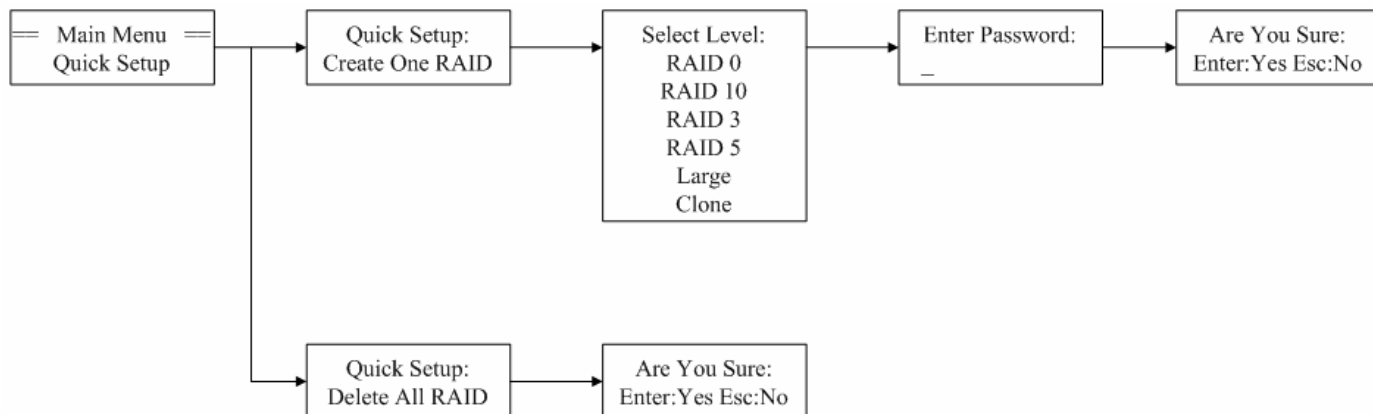 == Main Menu ==
Quick Setup
Quick Setup:
Create One RAID
Select Level:
RAID 0
RAID 10
RAID 3
RAID 5
Large
Clone
Enter Password:
_
Are You Sure:
Enter:Yes Esc:No
Quick Setup:
Delete All RAID
Are You Sure:
Enter:Yes Esc:No